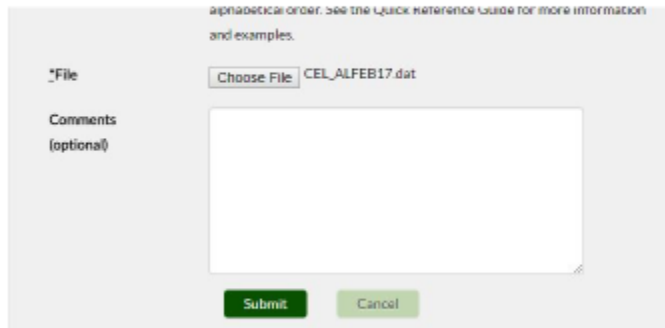 alphabetical order. See the Quick Reference Guide for more information
and examples.
*File
Choose File CEL_ALFEB17.dat
Comments
(optional)
Submit Cancel